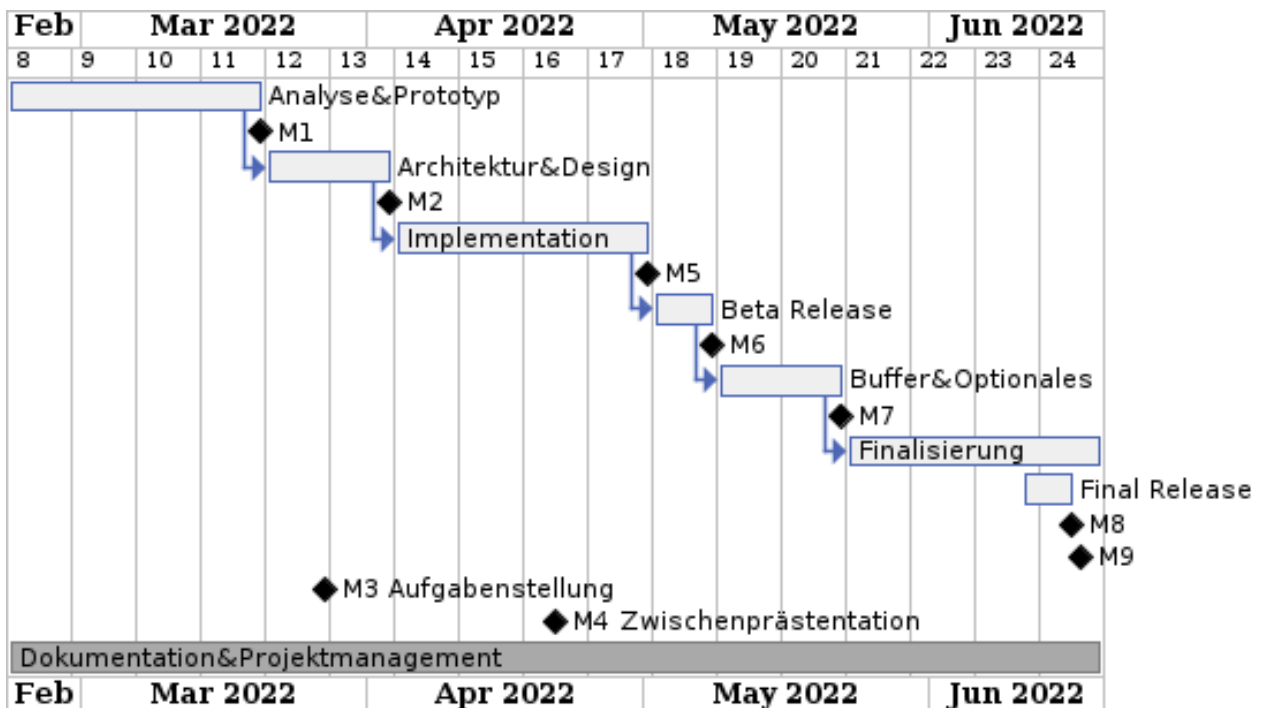 Feb Mar 2022 Apr 2022 May 2022 Jun 2022
8 9 10 11 12 13 14 15 16 17 18 19 20 21 22 23 24
Analyse&Prototyp
M1
Architektur&Design
M2
Implementation
M5
Beta Release
M6
Buffer&Optionales
M7
Finalisierung
Final Release
M8
M9
M3 Aufgabenstellung
M4 Zwischenprästentation
Dokumentation&Projektmanagement
Feb Mar 2022 Apr 2022 May 2022 Jun 2022